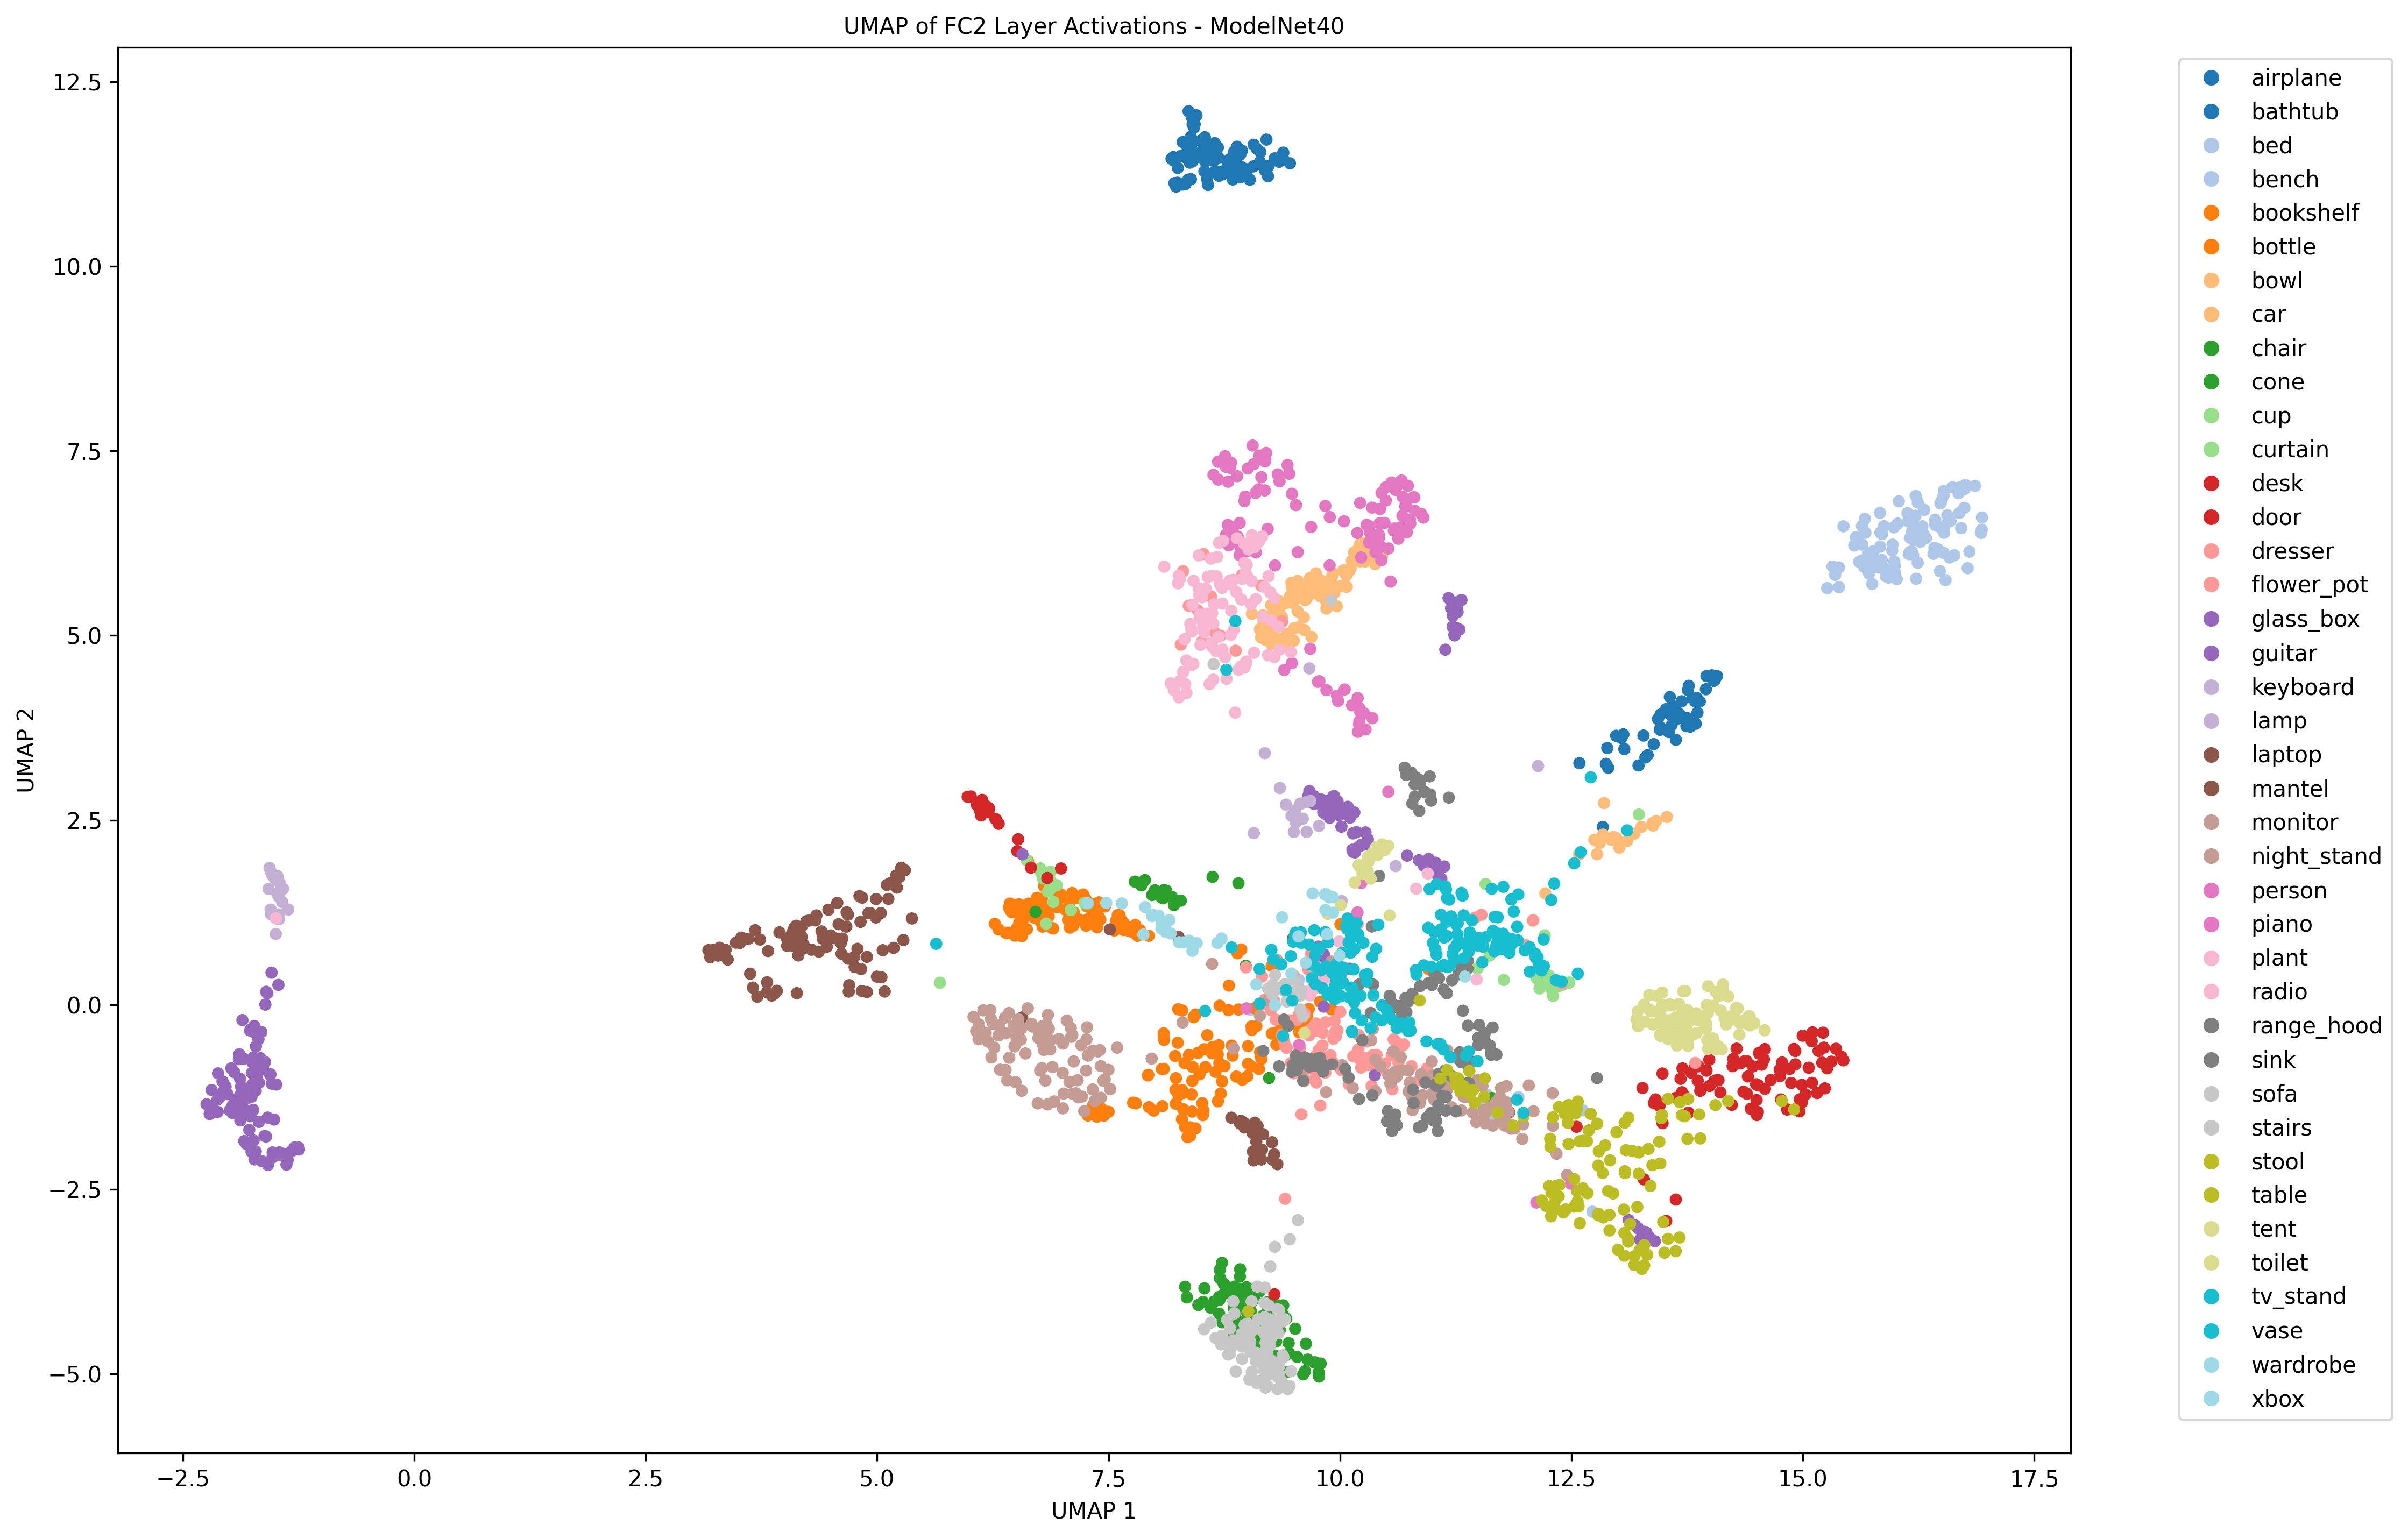 UMAP of FC2 Layer Activations - ModelNet40
12.5
10.0
7.5
5.0
2.5
0.0
−2.5
−5.0
UMAP 2
−2.5
0.0
2.5
5.0
7.5
10.0
12.5
15.0
17.5
UMAP 1
airplane
bathtub
bed
bench
bookshelf
bottle
bowl
car
chair
cone
cup
curtain
desk
door
dresser
flower_pot
glass_box
guitar
keyboard
lamp
laptop
mantel
monitor
night_stand
person
piano
plant
radio
range_hood
sink
sofa
stairs
stool
table
tent
toilet
tv_stand
vase
wardrobe
xbox